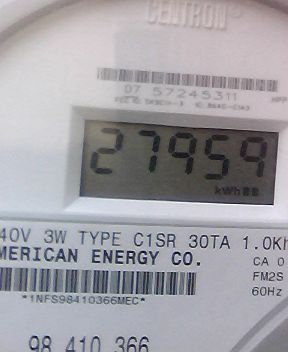 CENTRON®
07 57245311
27959
kWh
40V 3W TYPE C1SR 30TA 1.0Kh
MERICAN ENERGY CO.
CA 0
FM2S
60Hz
*1NFS98410366MEC*
98 410 366